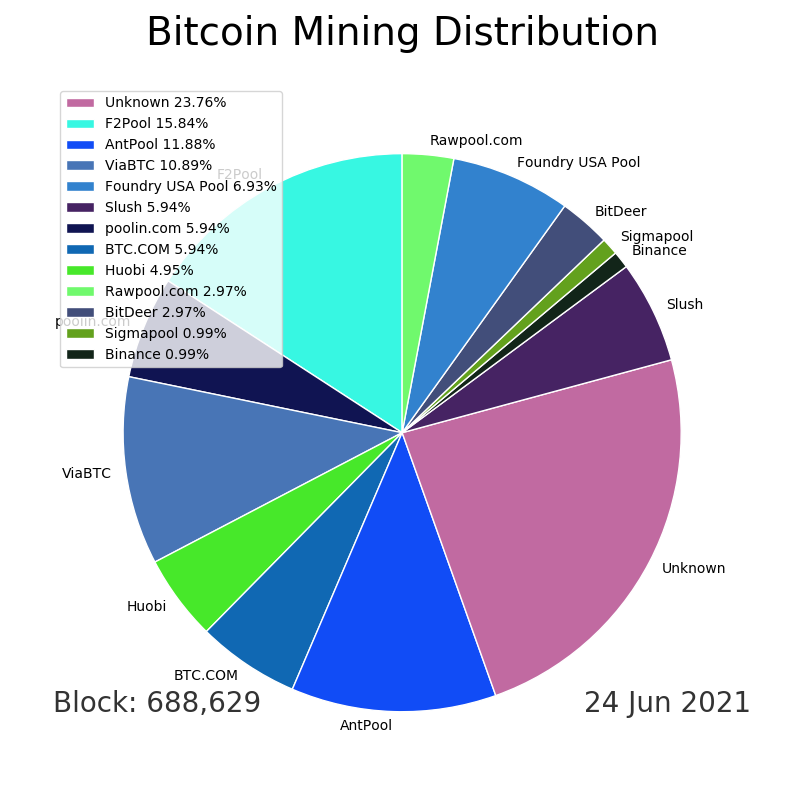 Bitcoin Mining Distribution
Unknown 23.76%
F2Pool 15.84%
AntPool 11.88%
ViaBTC 10.89%
Foundry USA Pool 6.93%
Slush 5.94%
poolin.com 5.94%
BTC.COM 5.94%
Huobi 4.95%
Rawpool.com 2.97%
BitDeer 2.97%
Sigmapool 0.99%
Binance 0.99%
Rawpool.com
Foundry USA Pool
F2Pool
BitDeer
Sigmapool
Binance
Slush
poolin.com
ViaBTC
Unknown
Huobi
BTC.COM
AntPool
Block: 688,629
24 Jun 2021